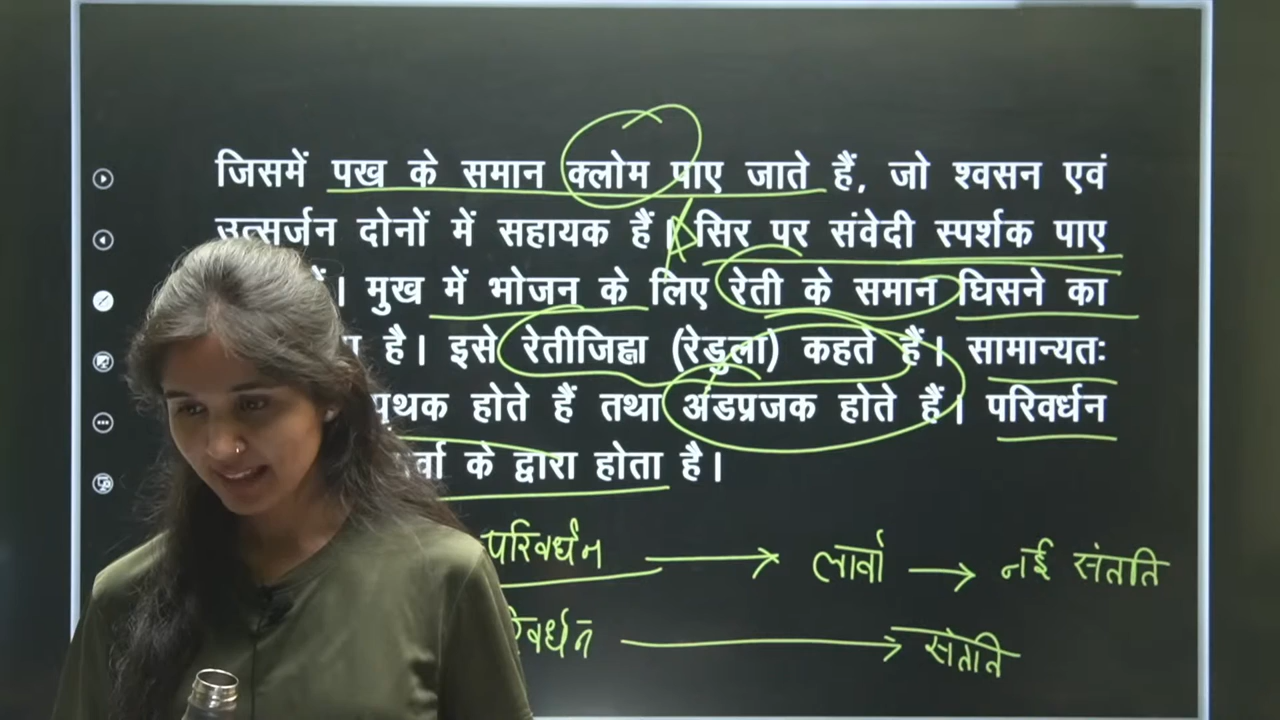 जिसमें पख के समान क्लोम पाए जाते हैं, जो श्वसन एवं
उत्सर्जन दोनों में सहायक हैं। सिर पर संवेदी स्पर्शक पाए
मुख में भोजन के लिए रेती के समान घिसने का
है। इसे रेतीजिह्वा (रेडुला) कहते हैं। सामान्यतः
पृथक होते हैं तथा अंडप्रजक होते हैं। परिवर्धन
के द्वारा होता है।
परिवर्धन → लार्वा → नई संतति
→ संतति